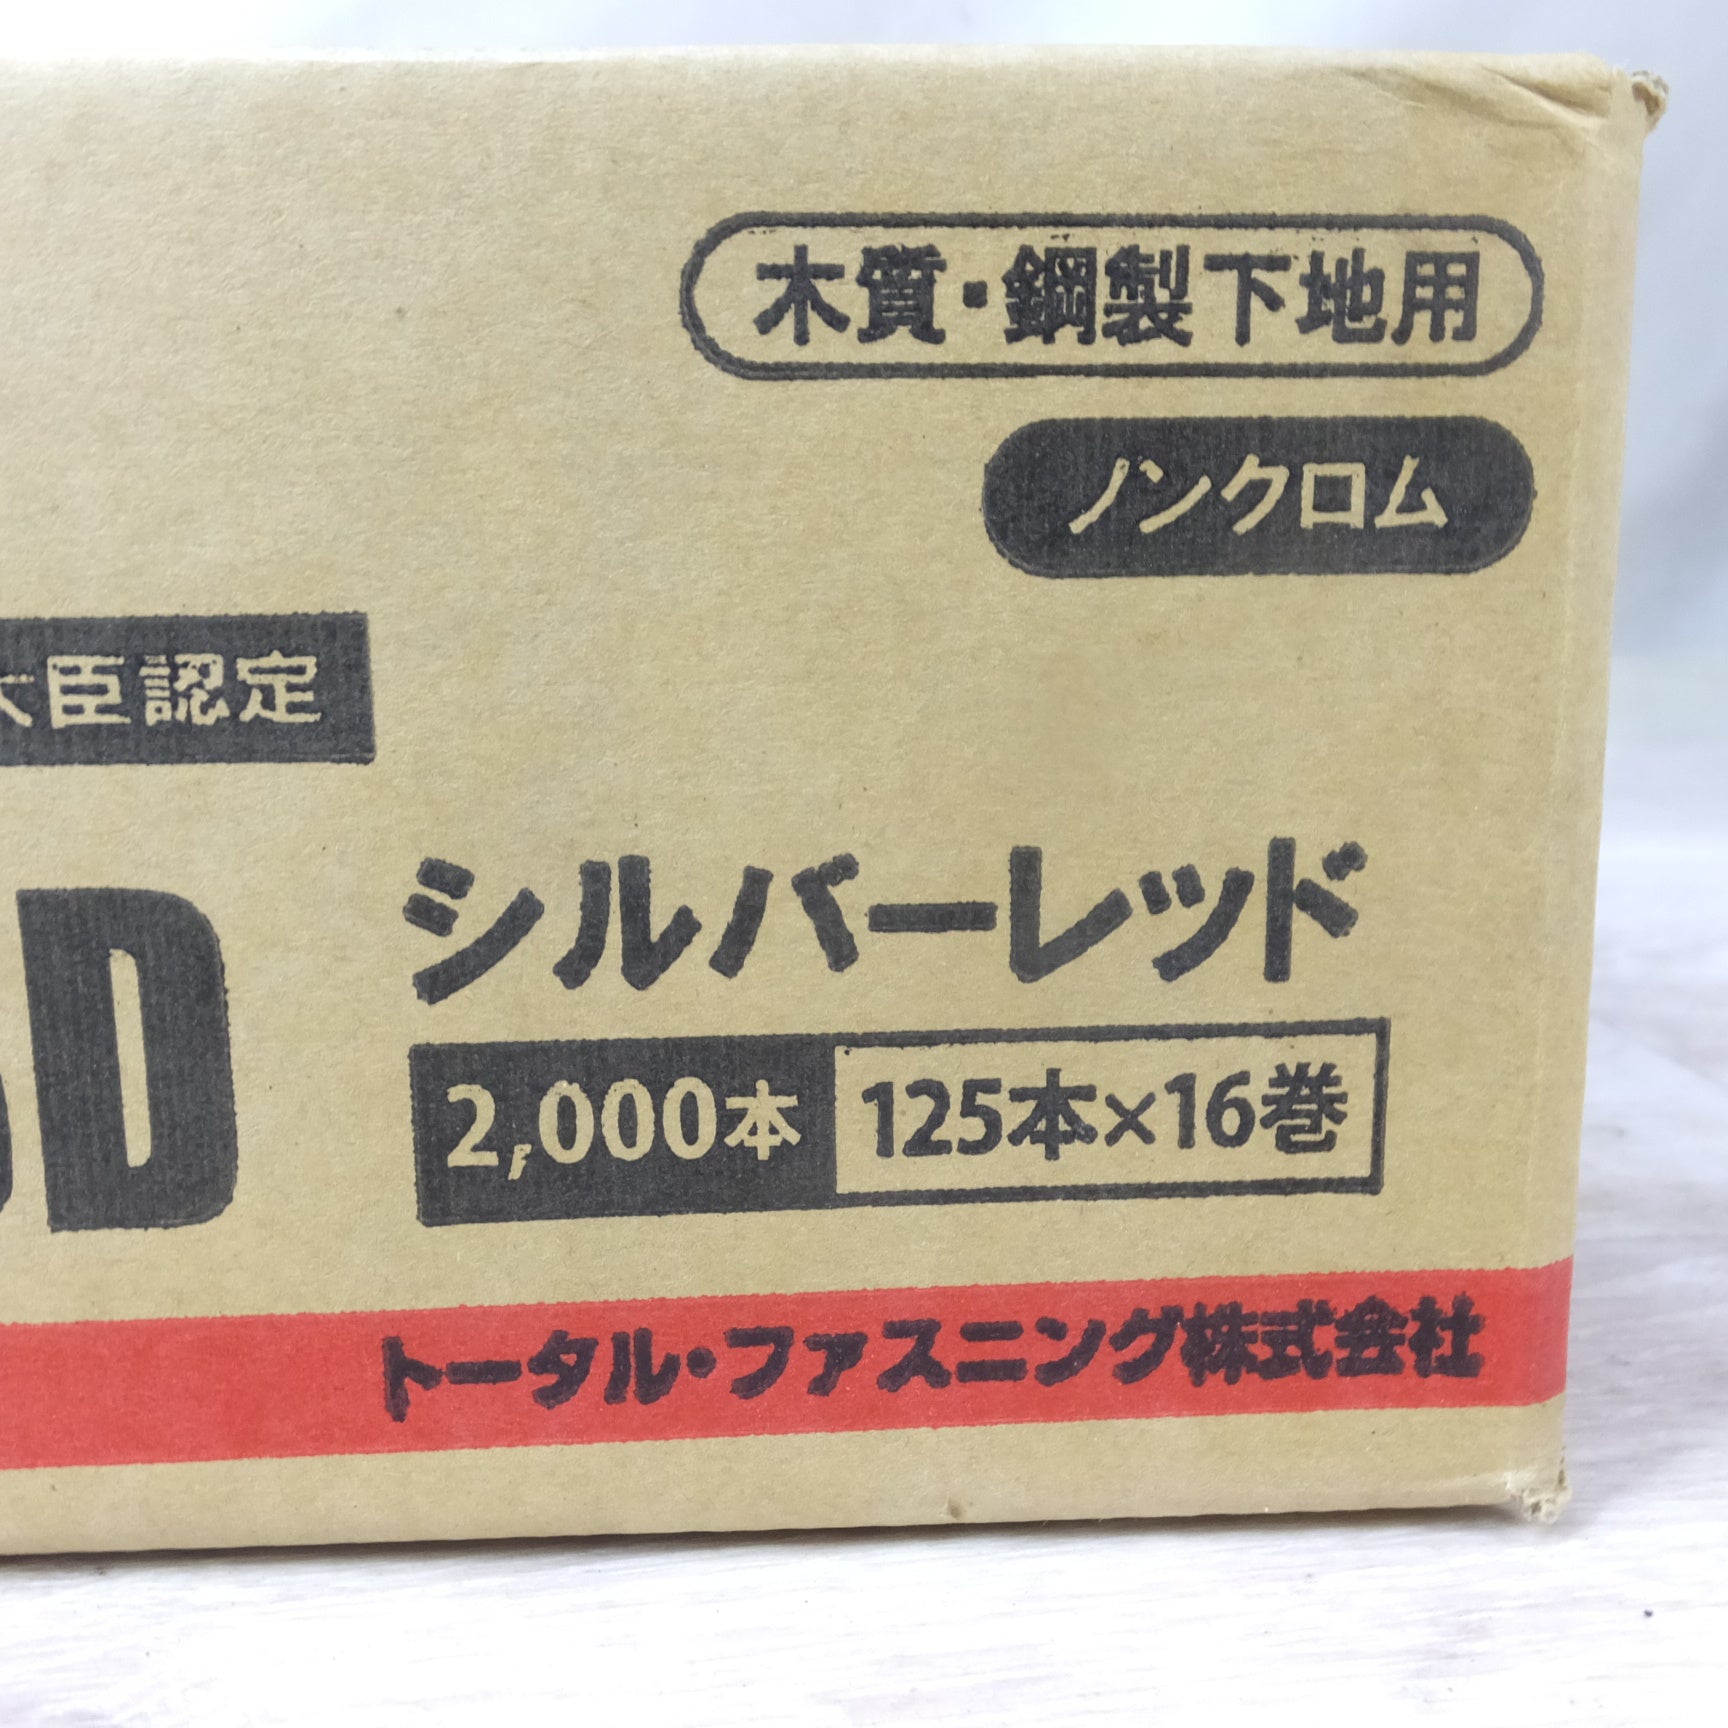 木質・鋼製下地用
ノンクロム
大臣認定
D シルバーレッド
2,000本 125本×16巻
トータル・ファスニング株式会社